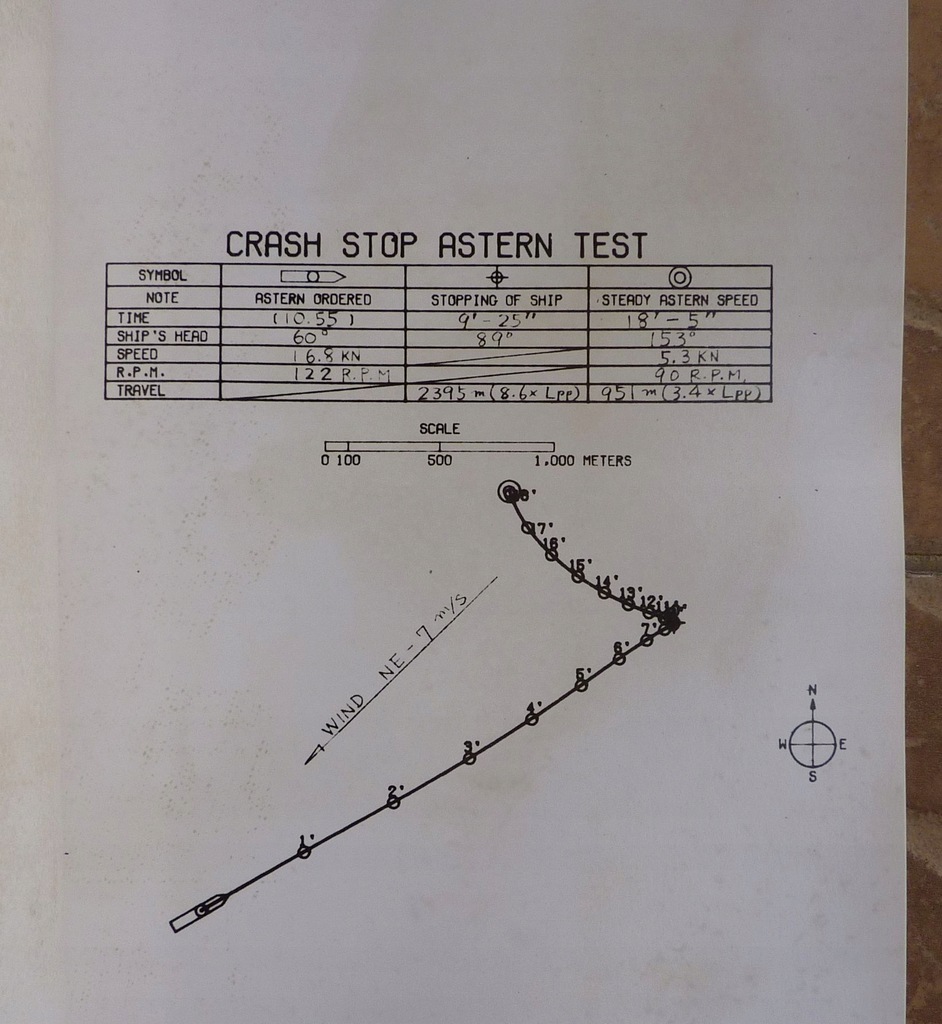 CRASH STOP ASTERN TEST
SYMBOL
NOTE ASTERN ORDERED STOPPING OF SHIP STEADY ASTERN SPEED
TIME (10.55) 9'-25" 18'-5"
SHIP'S HEAD 60° 89° 153°
SPEED 16.8 KN 5.3 KN
R.P.M. 122 R.P.M 90 R.P.M.
TRAVEL 2395 m (8.6 x Lpp) 951 m (3.4 x Lpp)
SCALE
0 100 500 1,000 METERS
18'
17'
16'
15'
14'
13'
12'
7'
6'
5'
WIND NE - 7 m/s
4'
N
3'
W E
S
2'
1'